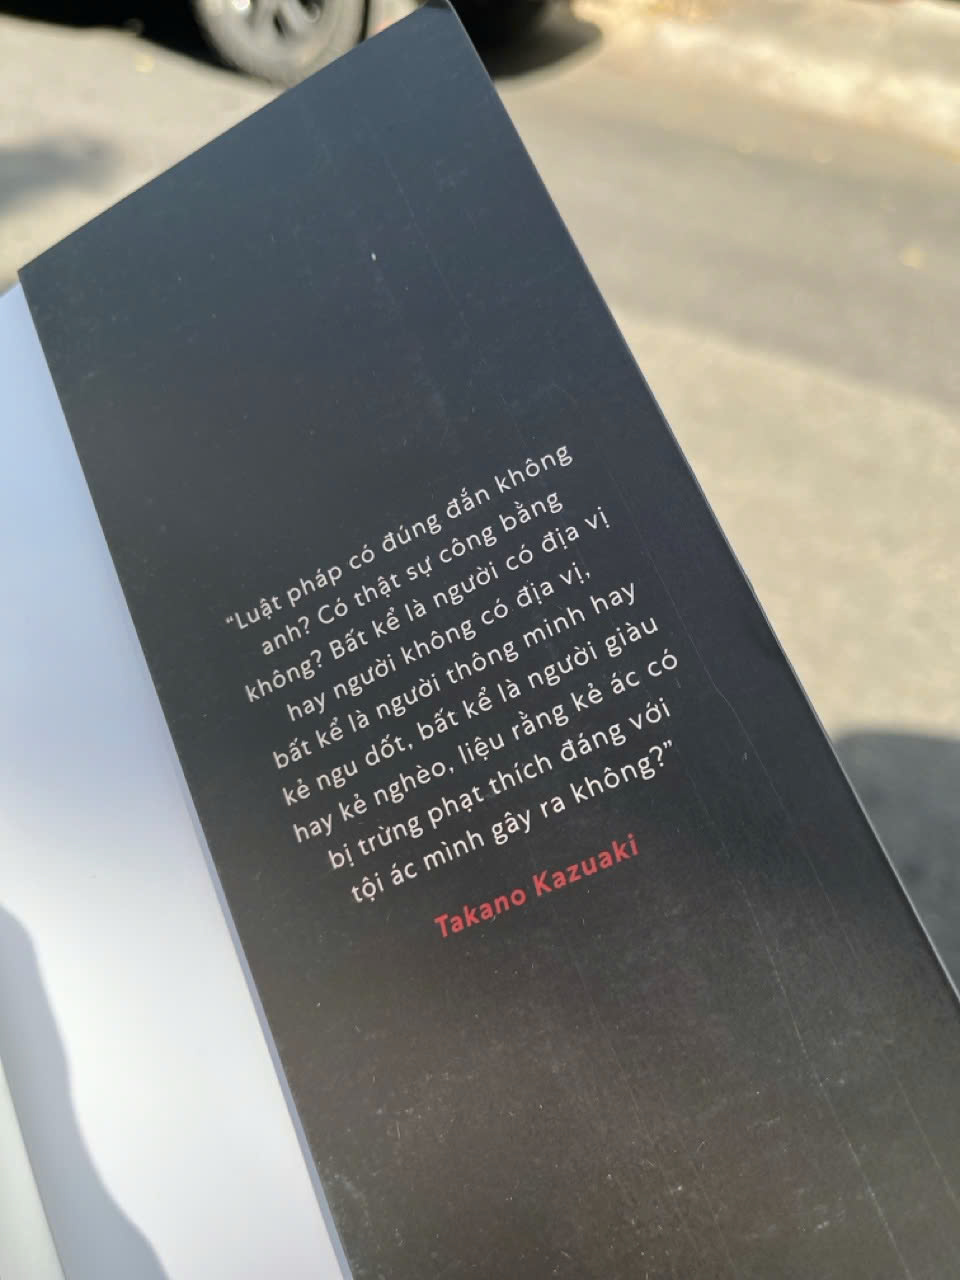 “Luật pháp có đúng đắn không
anh? Có thật sự công bằng
không? Bất kể là người có địa vị
hay người không có địa vị,
bất kể là người thông minh hay
kẻ ngu dốt, bất kể là người giàu
hay kẻ nghèo, liệu rằng kẻ ác có
bị trừng phạt thích đáng với
tội ác mình gây ra không?”
Takano Kazuaki